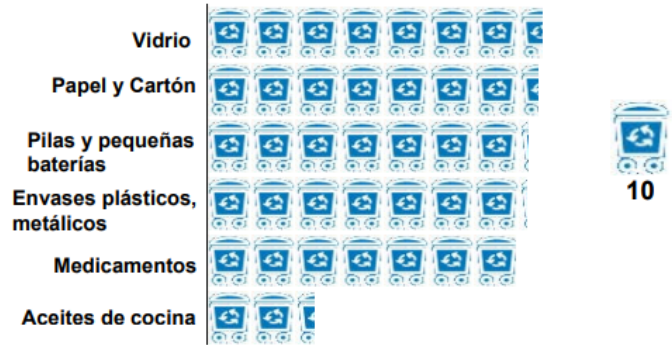 Vidrio
Papel y Cartón
Pilas y pequeñas
baterías
Envases plásticos,
metálicos
Medicamentos
Aceites de cocina
10